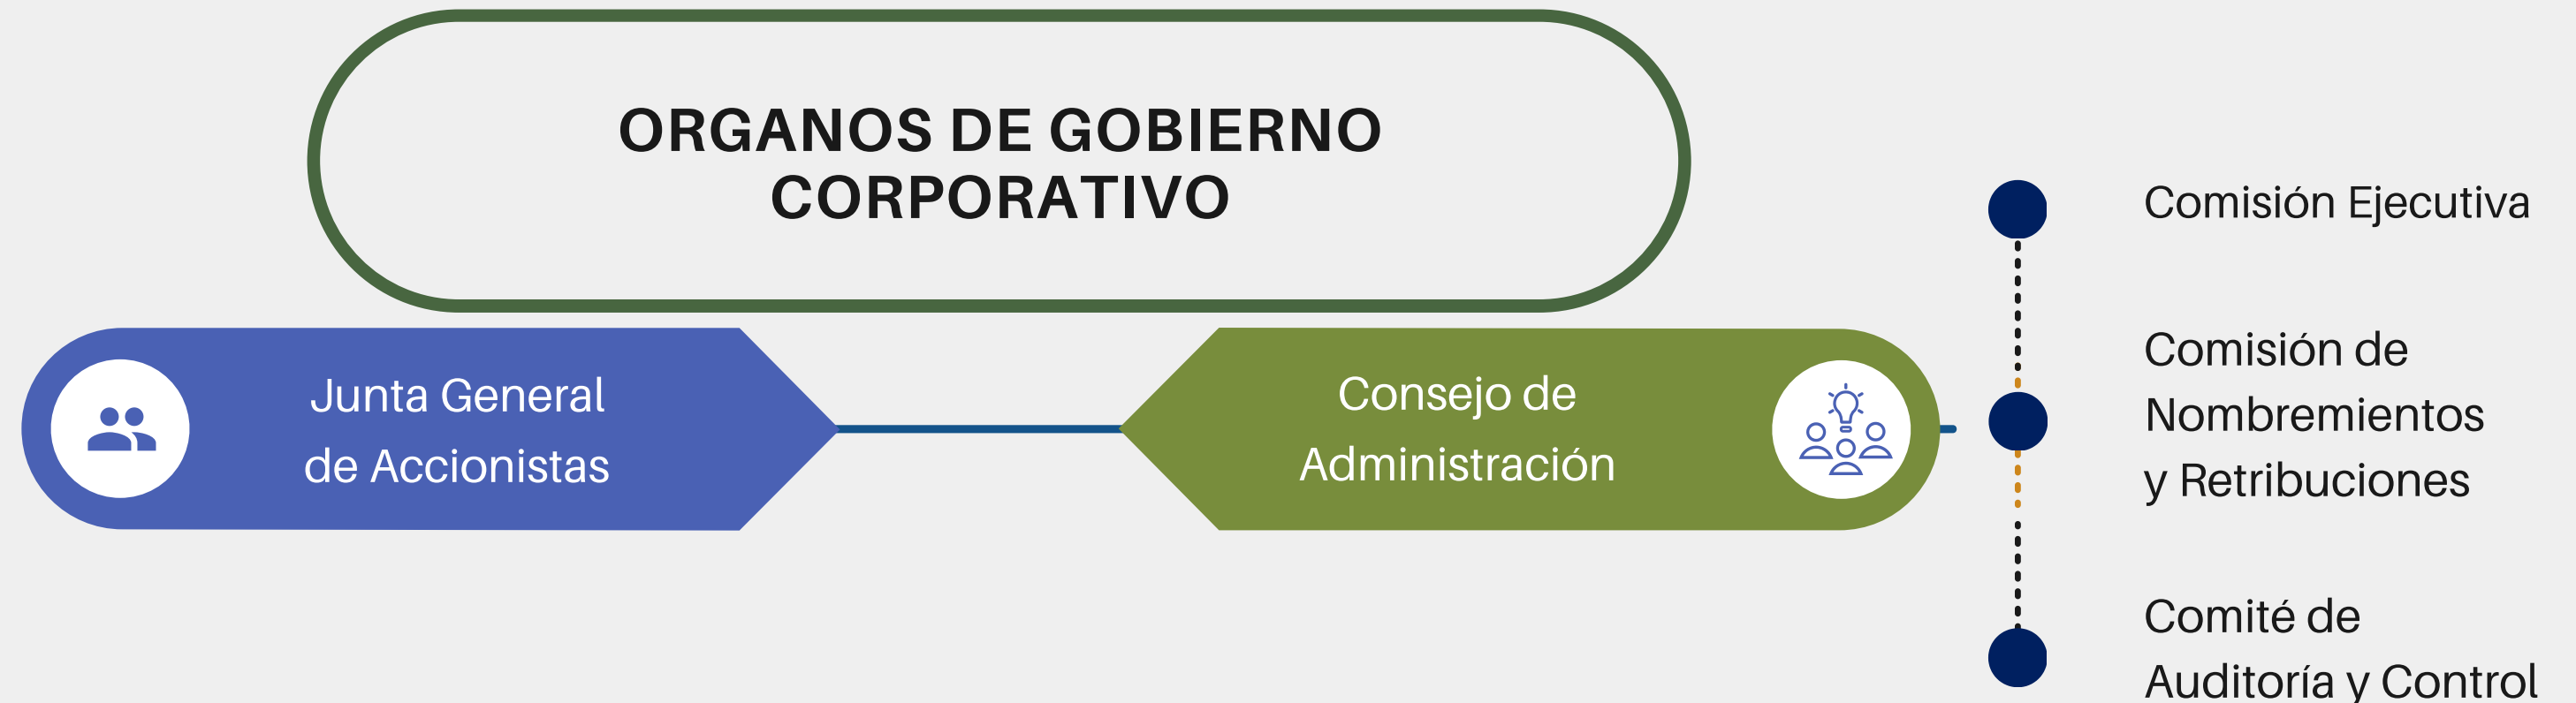 ORGANOS DE GOBIERNO
CORPORATIVO
Junta General
de Accionistas
Consejo de
Administración
Comisión Ejecutiva
Comisión de
Nombremientos
y Retribuciones
Comité de
Auditoría y Control